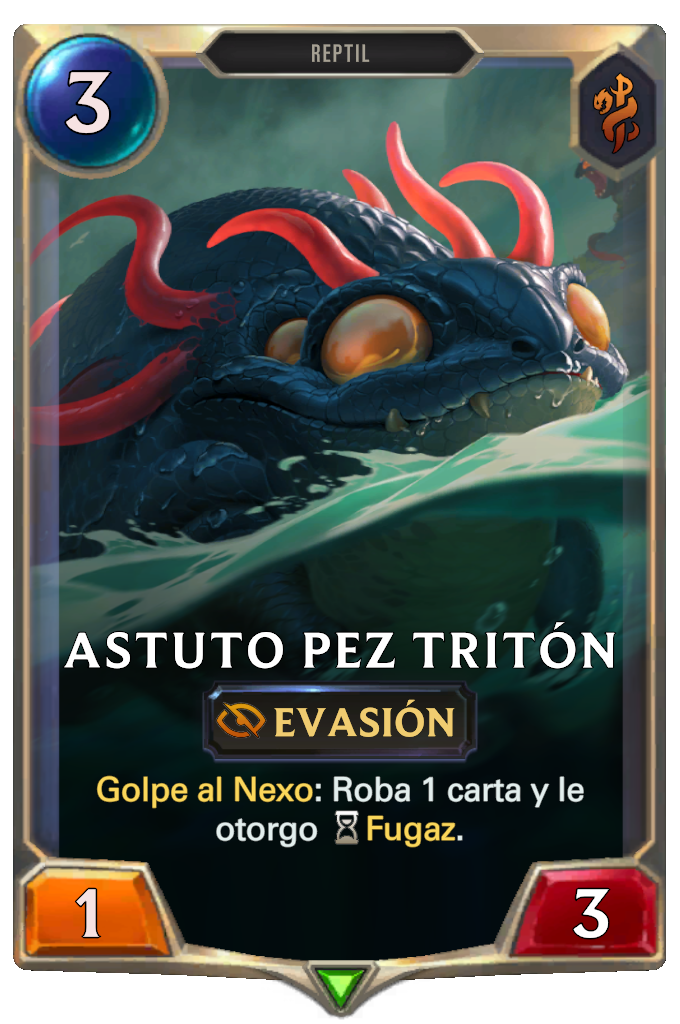 REPTIL
3
ASTUTO PEZ TRITÓN
EVASIÓN
Golpe al Nexo: Roba 1 carta y le
otorgo Fugaz.
1
3